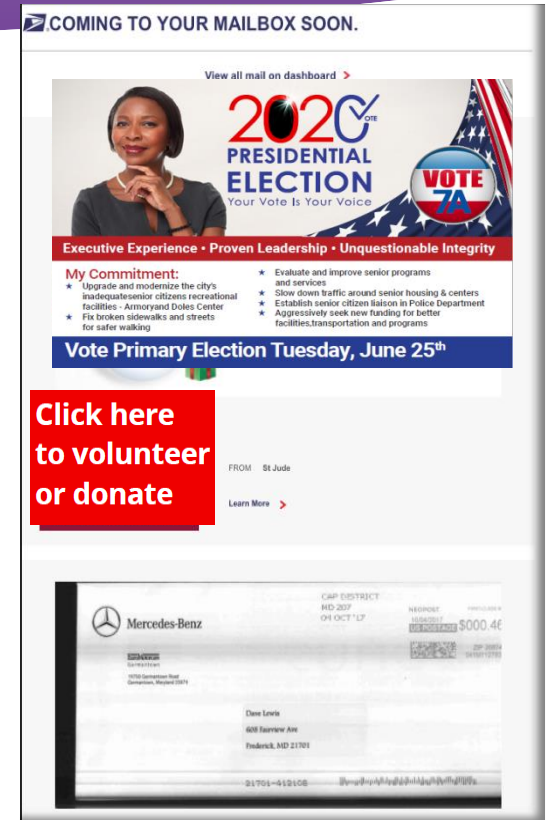 COMING TO YOUR MAILBOX SOON.
View all mail on dashboard
2020
VOTE
PRESIDENTIAL
ELECTION
Your Vote Is Your Voice
VOTE
7A
Executive Experience • Proven Leadership • Unquestionable Integrity
My Commitment:
★ Upgrade and modernize the city's
inadequatesenior citizens recreational
facilities - Armoryand Doles Center
★ Fix broken sidewalks and streets
for safer walking
★ Evaluate and improve senior programs
and services
★ Slow down traffic around senior housing & centers
★ Establish senior citizen liaison in Police Department
★ Aggressively seek new funding for better
facilities,transportation and programs
Vote Primary Election Tuesday, June 25th
Click here
to volunteer
or donate
FROM St Jude
Learn More
Mercedes-Benz
CAP DISTRICT
MD 207
04 OCT '17
NEOPOST
US POSTAGE $000.46
Germantown
Germantown, Maryland 20874
Dave Lewis
608 Fairview Ave
Frederick, MD 21701